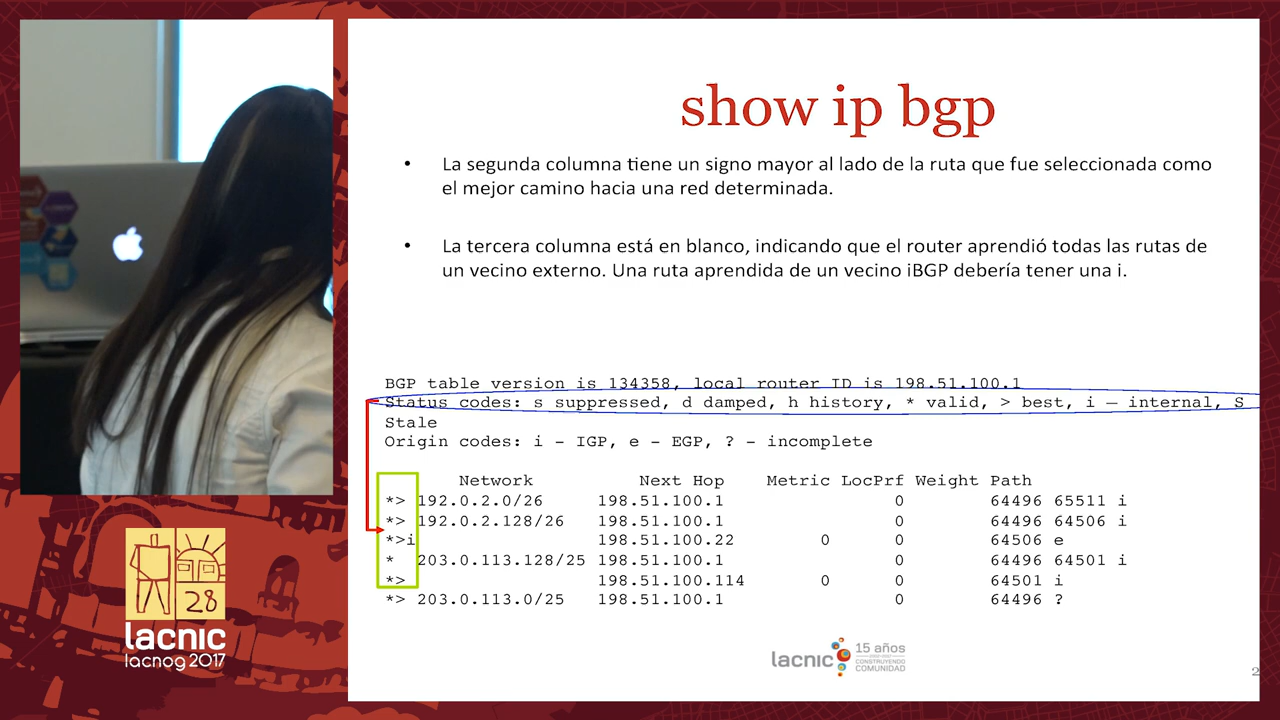 show ip bgp
• La segunda columna tiene un signo mayor al lado de la ruta que fue seleccionada como
el mejor camino hacia una red determinada.
• La tercera columna está en blanco, indicando que el router aprendió todas las rutas de
un vecino externo. Una ruta aprendida de un vecino iBGP debería tener una i.
BGP table version is 134358, local router ID is 198.51.100.1
Status codes: s suppressed, d damped, h history, * valid, > best, i – internal, S
Stale
Origin codes: i - IGP, e - EGP, ? - incomplete
Network Next Hop Metric LocPrf Weight Path
*> 192.0.2.0/26 198.51.100.1 0 64496 65511 i
*> 192.0.2.128/26 198.51.100.1 0 64496 64506 i
*>i 198.51.100.22 0 0 64506 e
* 203.0.113.128/25 198.51.100.1 0 64496 64501 i
*> 198.51.100.114 0 0 64501 i
*> 203.0.113.0/25 198.51.100.1 0 64496 ?
28
lacnic
lacnog 2017
lacnic 15 años
CONSTRUYENDO
COMUNIDAD
2